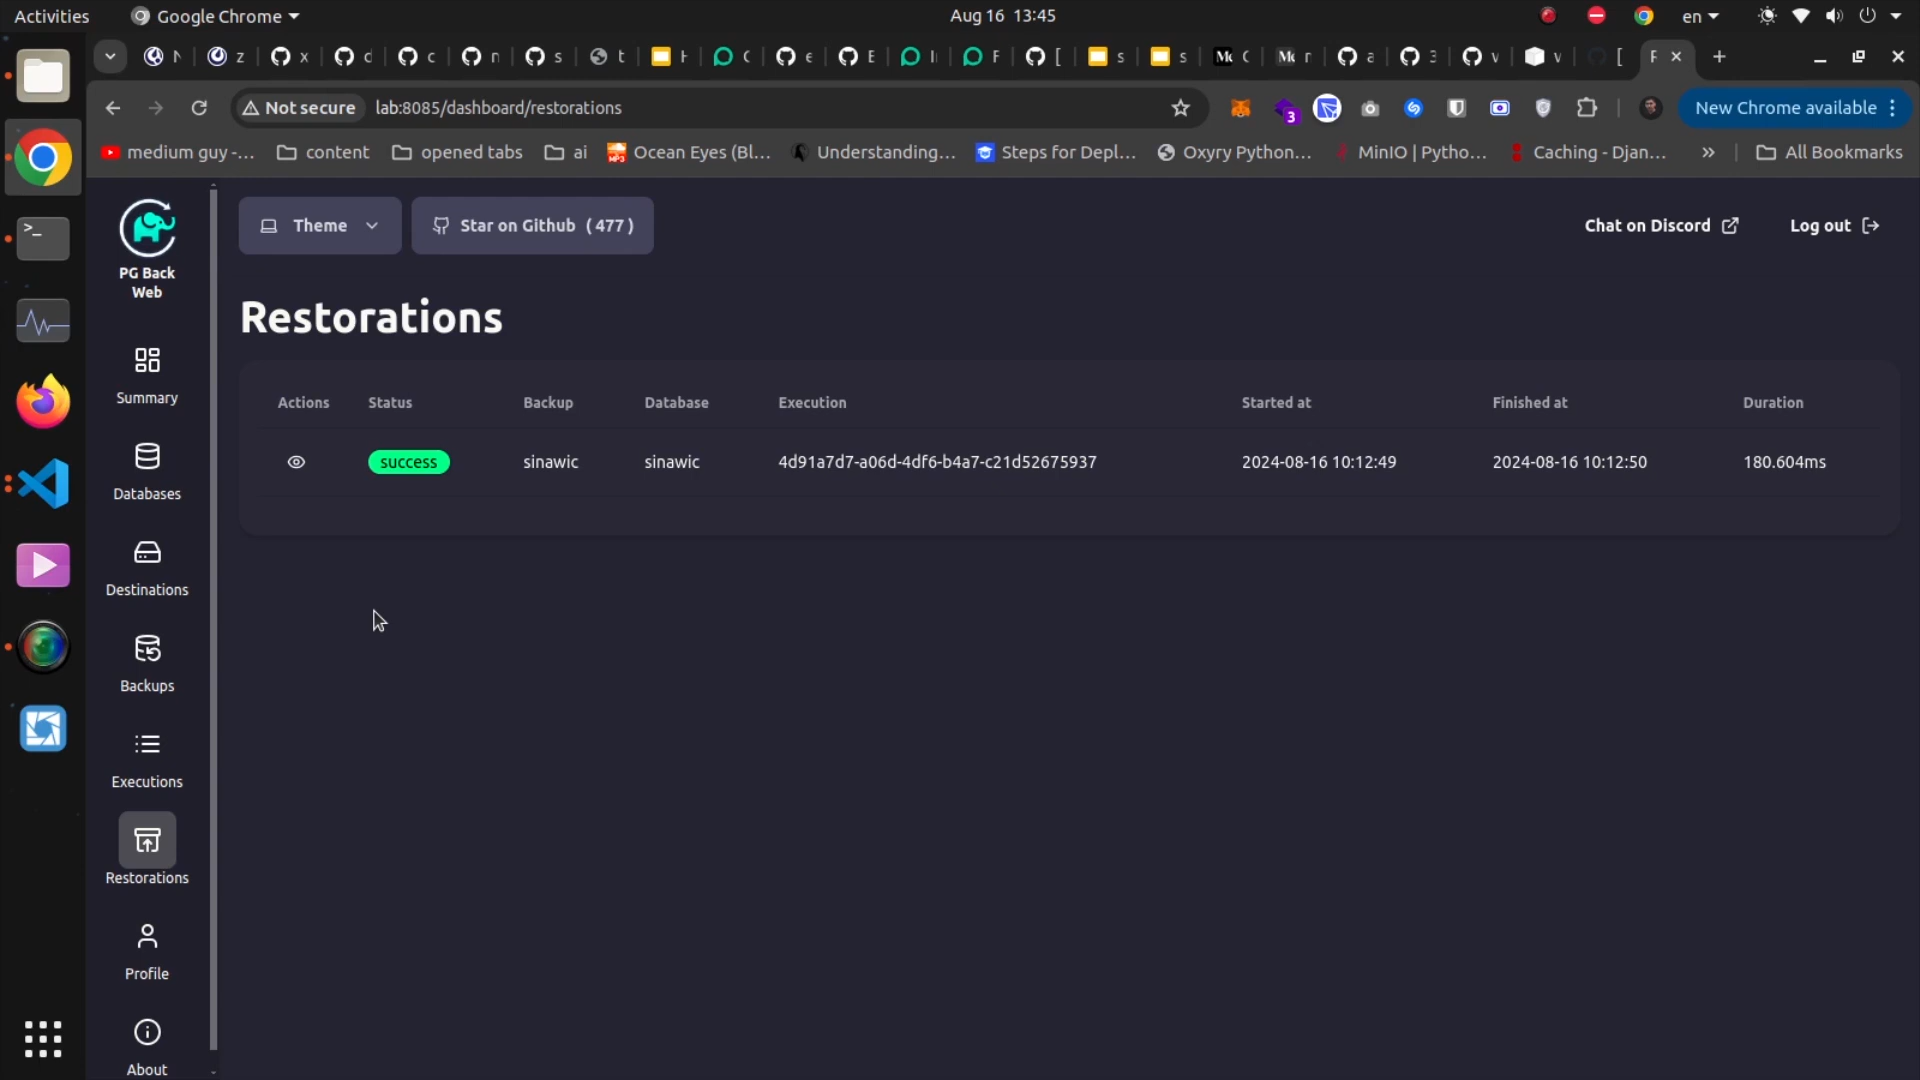 Activities
Google Chrome
Aug 16 13:45
en
N
z
x
d
c
n
s
t
H
C
e
E
I
F
[
s
s
C
n
a
3
v
v
[
F
Not secure
lab:8085/dashboard/restorations
3
New Chrome available
medium guy -...
content
opened tabs
ai
Ocean Eyes (Bl...
Understanding...
Steps for Depl...
Oxyry Python...
MinIO | Pytho...
Caching - Djan...
»
All Bookmarks
PG Back
Web
Theme
Star on Github ( 477 )
Chat on Discord
Log out
Summary
Databases
Destinations
Backups
Executions
Restorations
Profile
About
Restorations
Actions Status Backup Database Execution Started at Finished at Duration
success sinawic sinawic 4d91a7d7-a06d-4df6-b4a7-c21d52675937 2024-08-16 10:12:49 2024-08-16 10:12:50 180.604ms